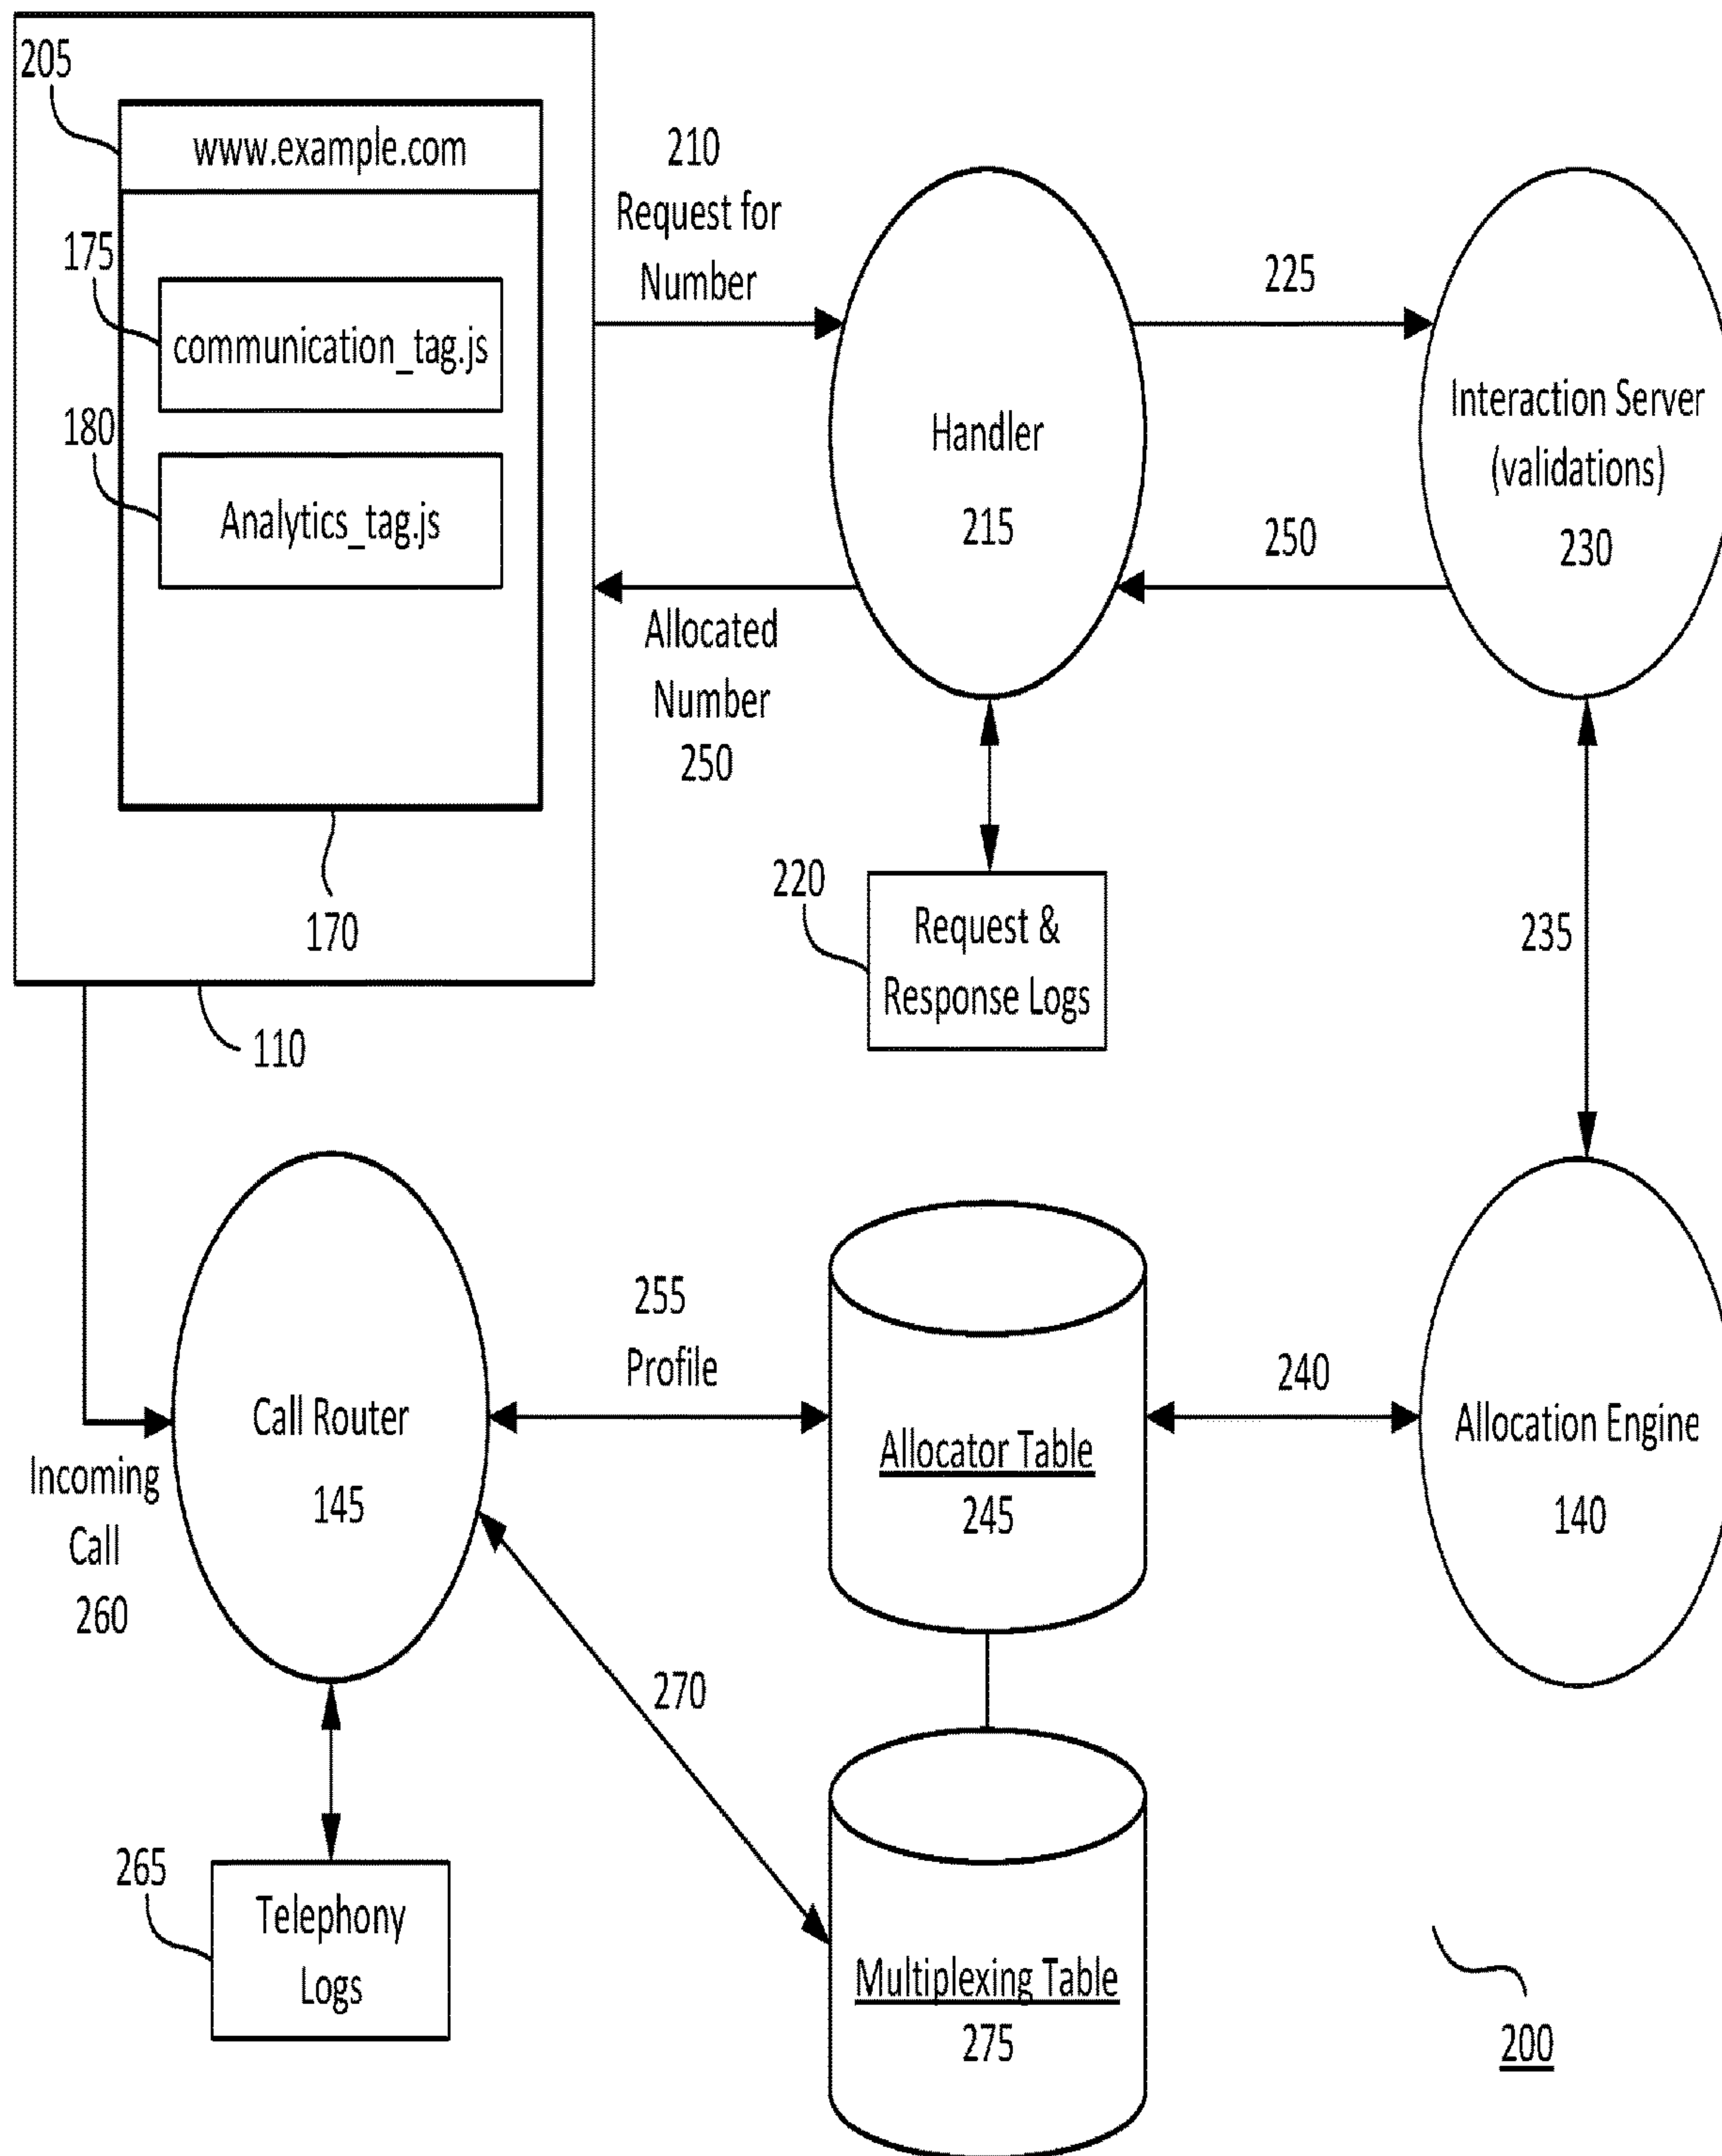 205
www.example.com
175
communication_tag.js
180
Analytics_tag.js
170
110
210
Request for
Number
Allocated
Number
250
Handler
215
225
250
Interaction Server
(validations)
230
220
Request &
Response Logs
235
Incoming
Call
260
Call Router
145
255
Profile
Allocator Table
245
240
Allocation Engine
140
270
265
Telephony
Logs
Multiplexing Table
275
200